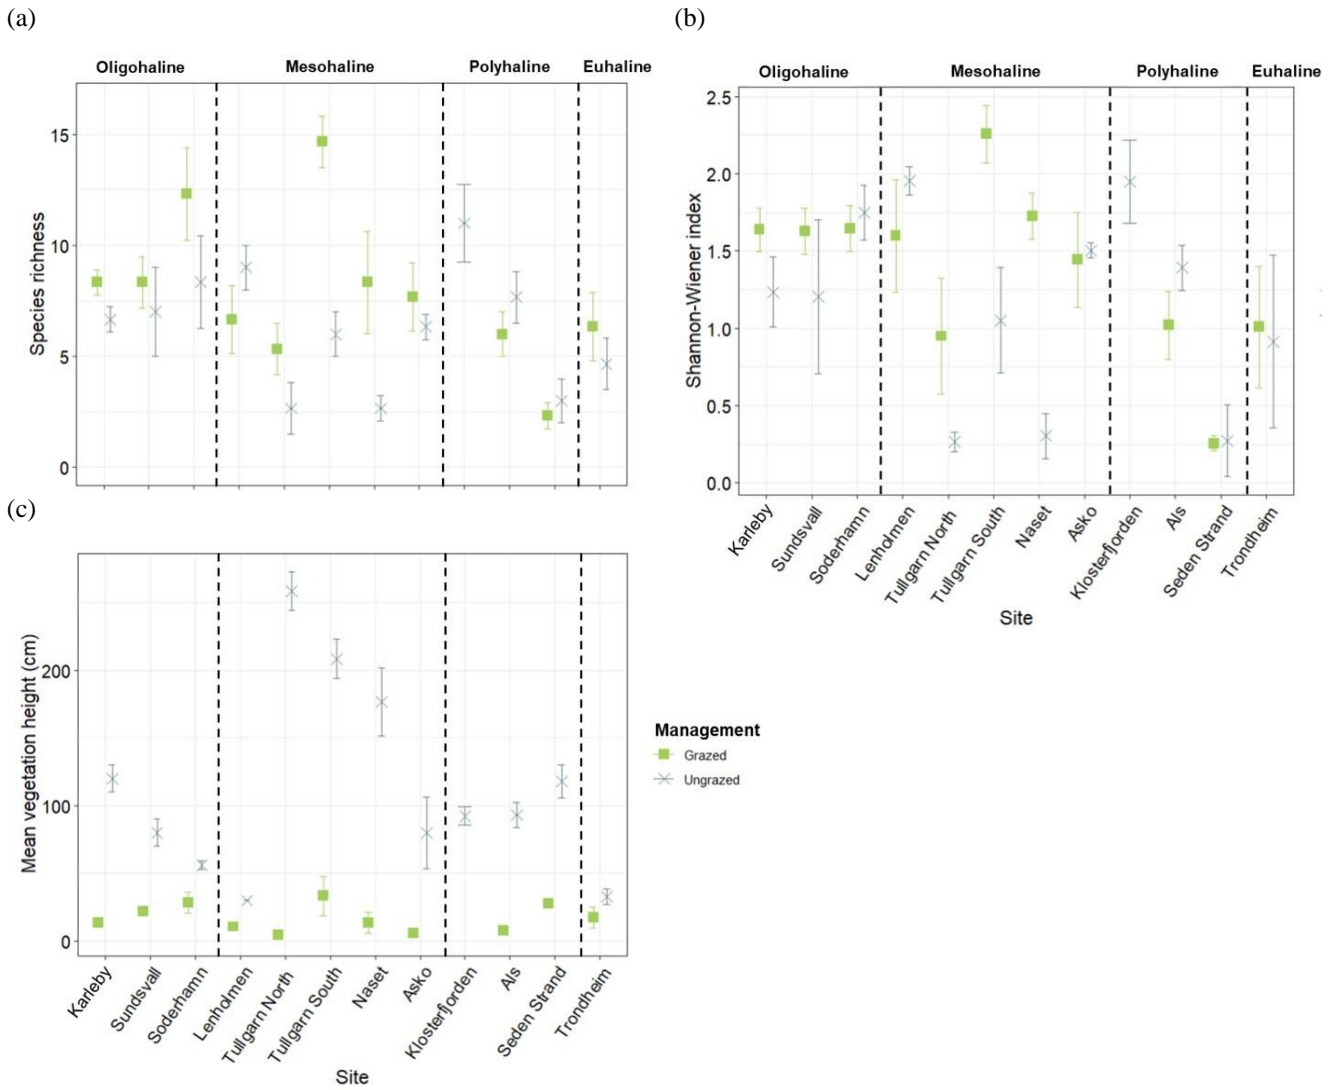 (a)
Oligohaline Mesohaline Polyhaline Euhaline
15
10
5
0
Species richness
(b)
Oligohaline Mesohaline Polyhaline Euhaline
2.5
2.0
1.5
1.0
0.5
0.0
Shannon-Wiener index
Karleby
Sundsvall
Soderhamn
Lenholmen
Tullgarn North
Tullgarn South
Naset
Asko
Klosterfjorden
Als
Seden Strand
Trondheim
Site
(c)
200
100
0
Mean vegetation height (cm)
Karleby
Sundsvall
Soderhamn
Lenholmen
Tullgarn North
Tullgarn South
Naset
Asko
Klosterfjorden
Als
Seden Strand
Trondheim
Site
Management
Grazed
Ungrazed